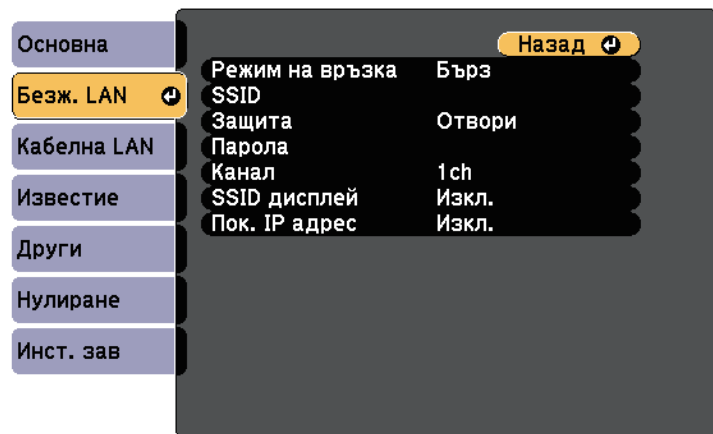 Основна
Безж. LAN
Кабелна LAN
Известие
Други
Нулиране
Инст. зав
Назад
Режим на връзка Бърз
SSID
Защита Отвори
Парола
Канал 1ch
SSID дисплей Изкл.
Пок. IP адрес Изкл.